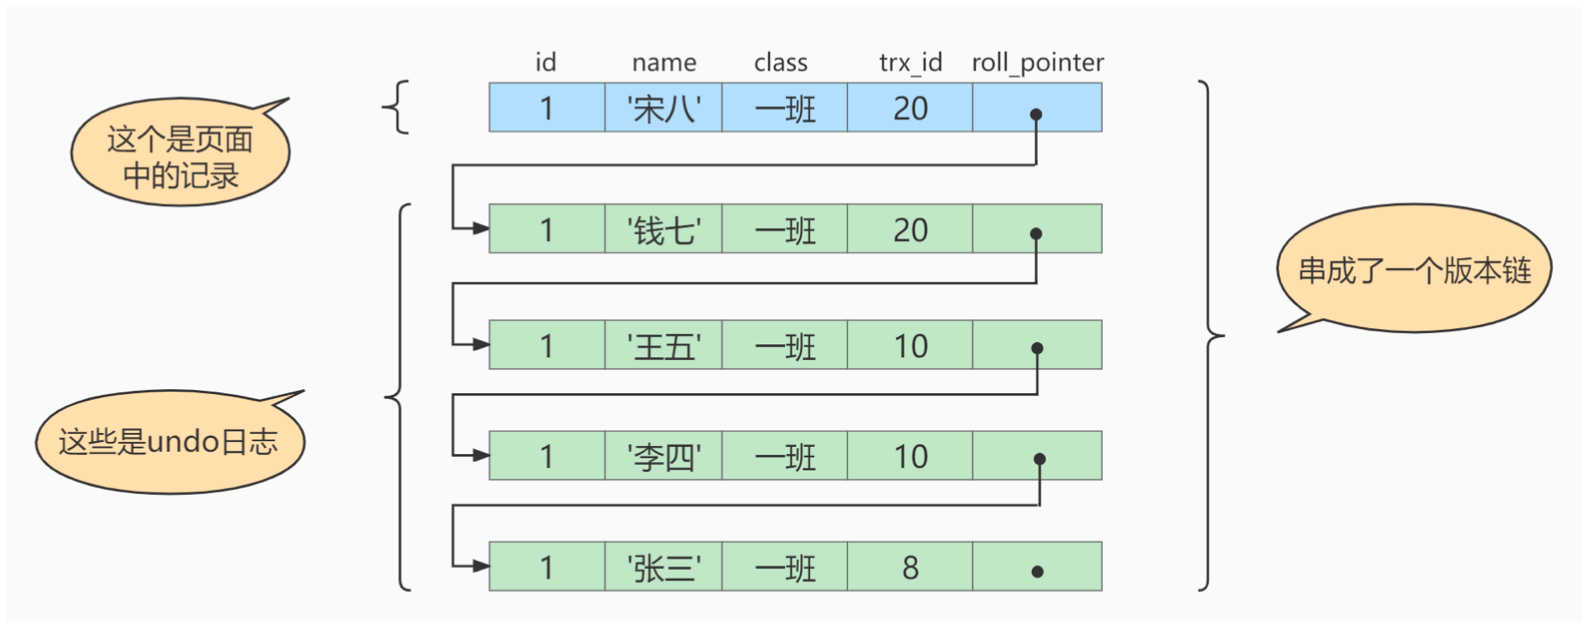 id name class trx_id roll_pointer
1 '宋八' 一班 20
这个是页面
中的记录
1 '钱七' 一班 20
串成了一个版本链
1 '王五' 一班 10
这些是undo日志
1 '李四' 一班 10
1 '张三' 一班 8